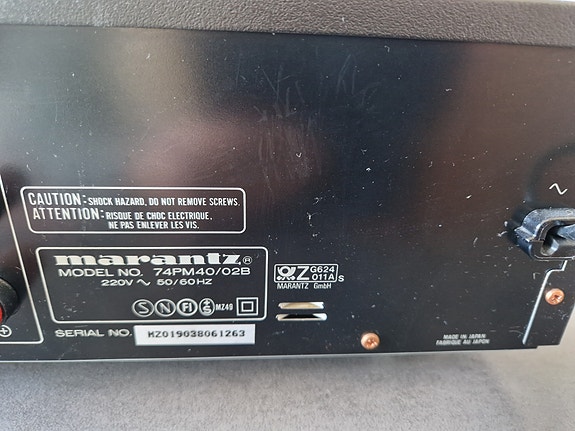 CAUTION: SHOCK HAZARD, DO NOT REMOVE SCREWS.
ATTENTION: RISQUE DE CHOC ELECTRIQUE,
NE PAS ENLEVER LES VIS.
marantz®
MODEL NO. 74PM40/02B
220V ~ 50/60HZ
S N FI S MZ49
SERIAL NO. MZ019038061263
Z G624
011A S
MARANTZ GmbH
~
MADE IN JAPAN
FABRIQUE AU JAPON